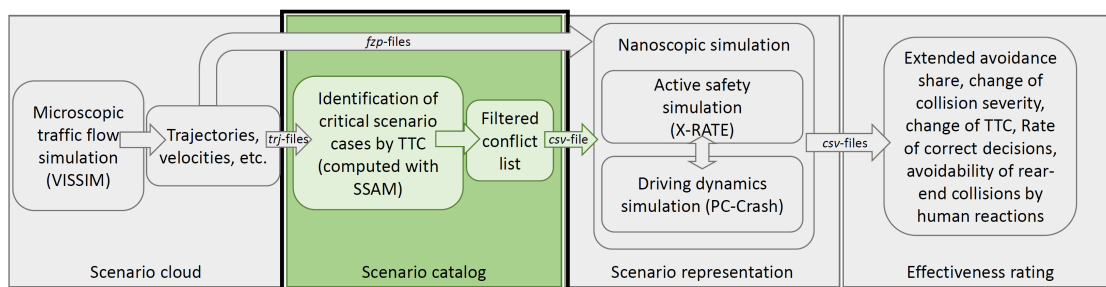 fzp-files
Microscopic
traffic flow
simulation
(VISSIM)
Trajectories,
velocities, etc.
trj-files
Scenario cloud
Identification of
critical scenario
cases by TTC
(computed with
SSAM)
Filtered
conflict
list
csv-file
Scenario catalog
Nanoscopic simulation
Active safety
simulation
(X-RATE)
Driving dynamics
simulation (PC-Crash)
Scenario representation
csv-files
Extended avoidance
share, change of
collision severity,
change of TTC, Rate
of correct decisions,
avoidability of rear-
end collisions by
human reactions
Effectiveness rating